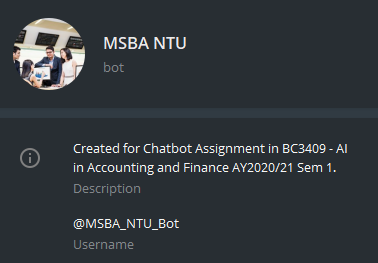 MSBA NTU
bot
Created for Chatbot Assignment in BC3409 - AI
in Accounting and Finance AY2020/21 Sem 1.
Description
@MSBA_NTU_Bot
Username